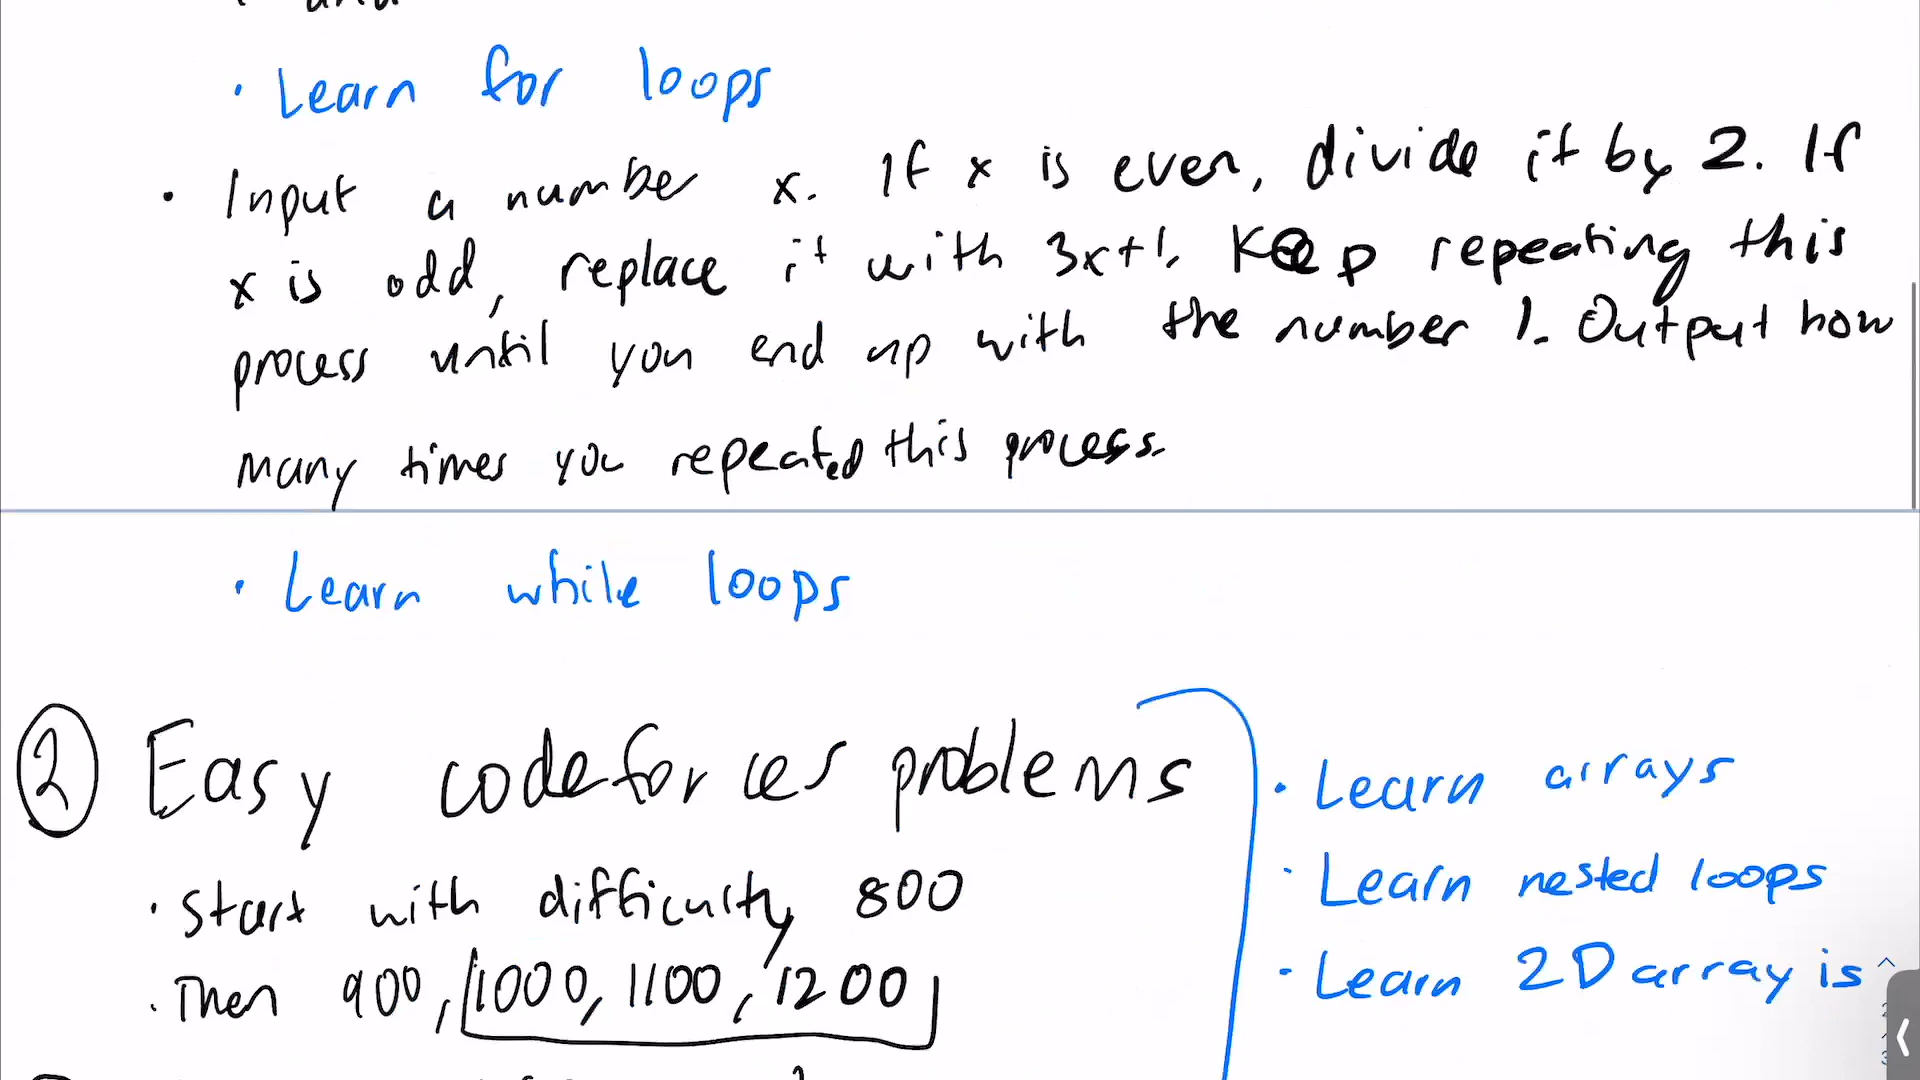 • Learn for loops
• Input a number x. If x is even, divide it by 2. If
x is odd, replace it with 3x+1. Keep repeating this
process until you end up with the number 1. Output how
many times you repeated this process.
• Learn while loops
② Easy codeforces problems
• Start with difficulty 800
• Then 900, 1000, 1100, 1200
• Learn arrays
• Learn nested loops
• Learn 2D array is